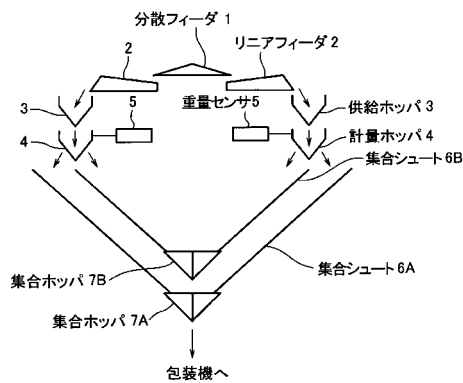 分散フィーダ 1
2
リニアフィーダ 2
3
5
重量センサ 5
供給ホッパ 3
4
計量ホッパ 4
集合シュート 6B
集合ホッパ 7B
集合シュート 6A
集合ホッパ 7A
包装機へ